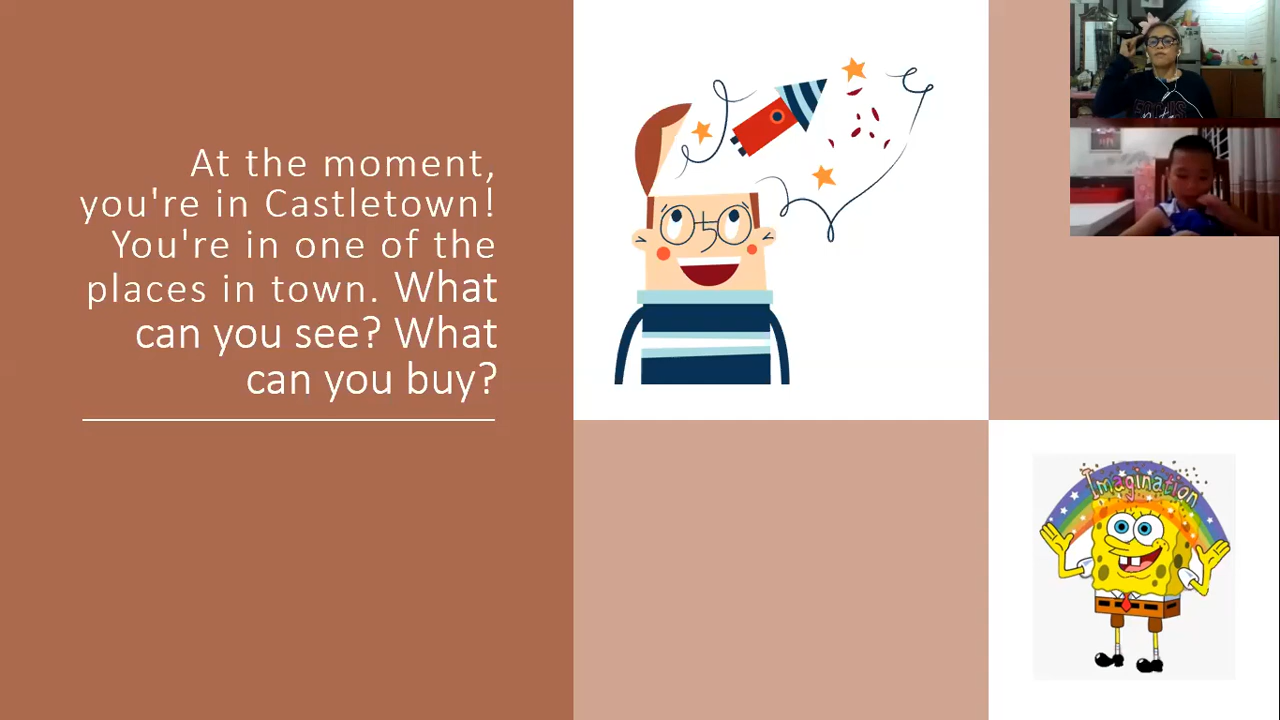 At the moment,
you're in Castletown!
You're in one of the
places in town. What
can you see? What
can you buy?
Imagination